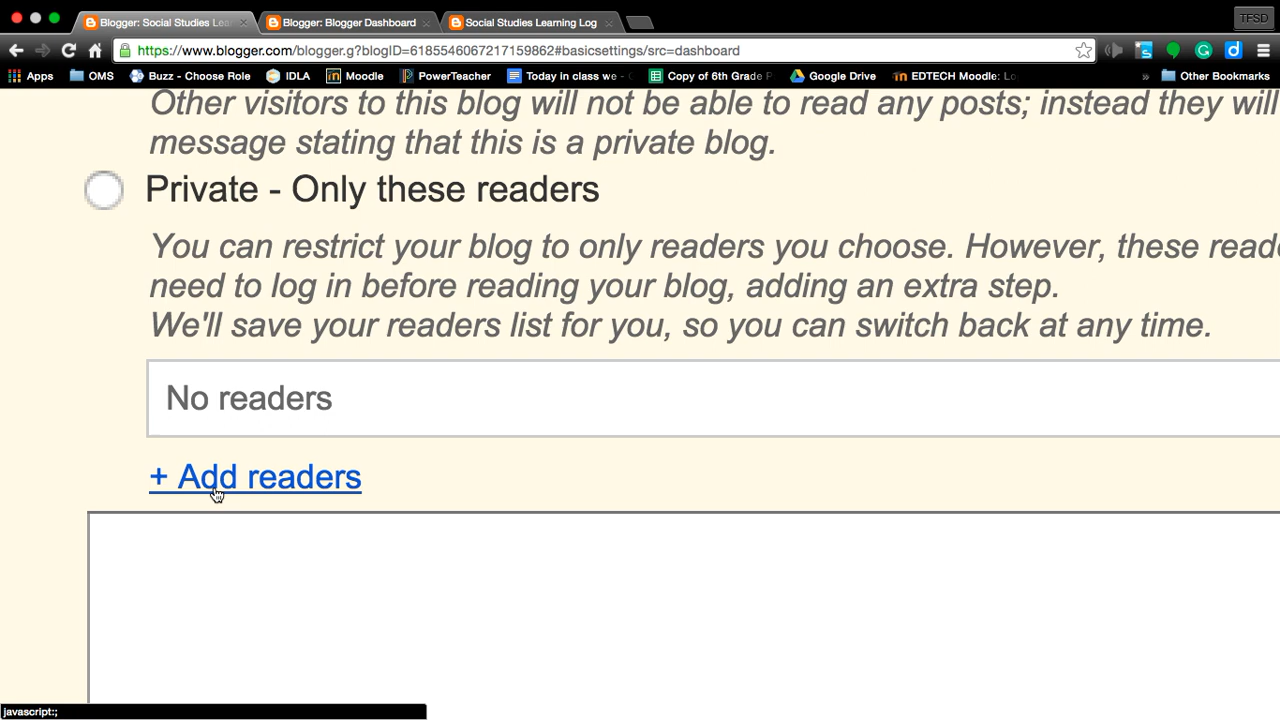 Blogger: Social Studies Lea
Blogger: Blogger Dashboard
Social Studies Learning Log
TFSD
https://www.blogger.com/blogger.g?blogID=6185546067217159862#basicsettings/src=dashboard
Apps
OMS
Buzz - Choose Role
IDLA
Moodle
PowerTeacher
Today in class we -
Copy of 6th Grade P
Google Drive
EDTECH Moodle: Lo
» Other Bookmarks
Other visitors to this blog will not be able to read any posts; instead they will
message stating that this is a private blog.
Private - Only these readers
You can restrict your blog to only readers you choose. However, these reade
need to log in before reading your blog, adding an extra step.
We'll save your readers list for you, so you can switch back at any time.
No readers
+ Add readers
javascript:;